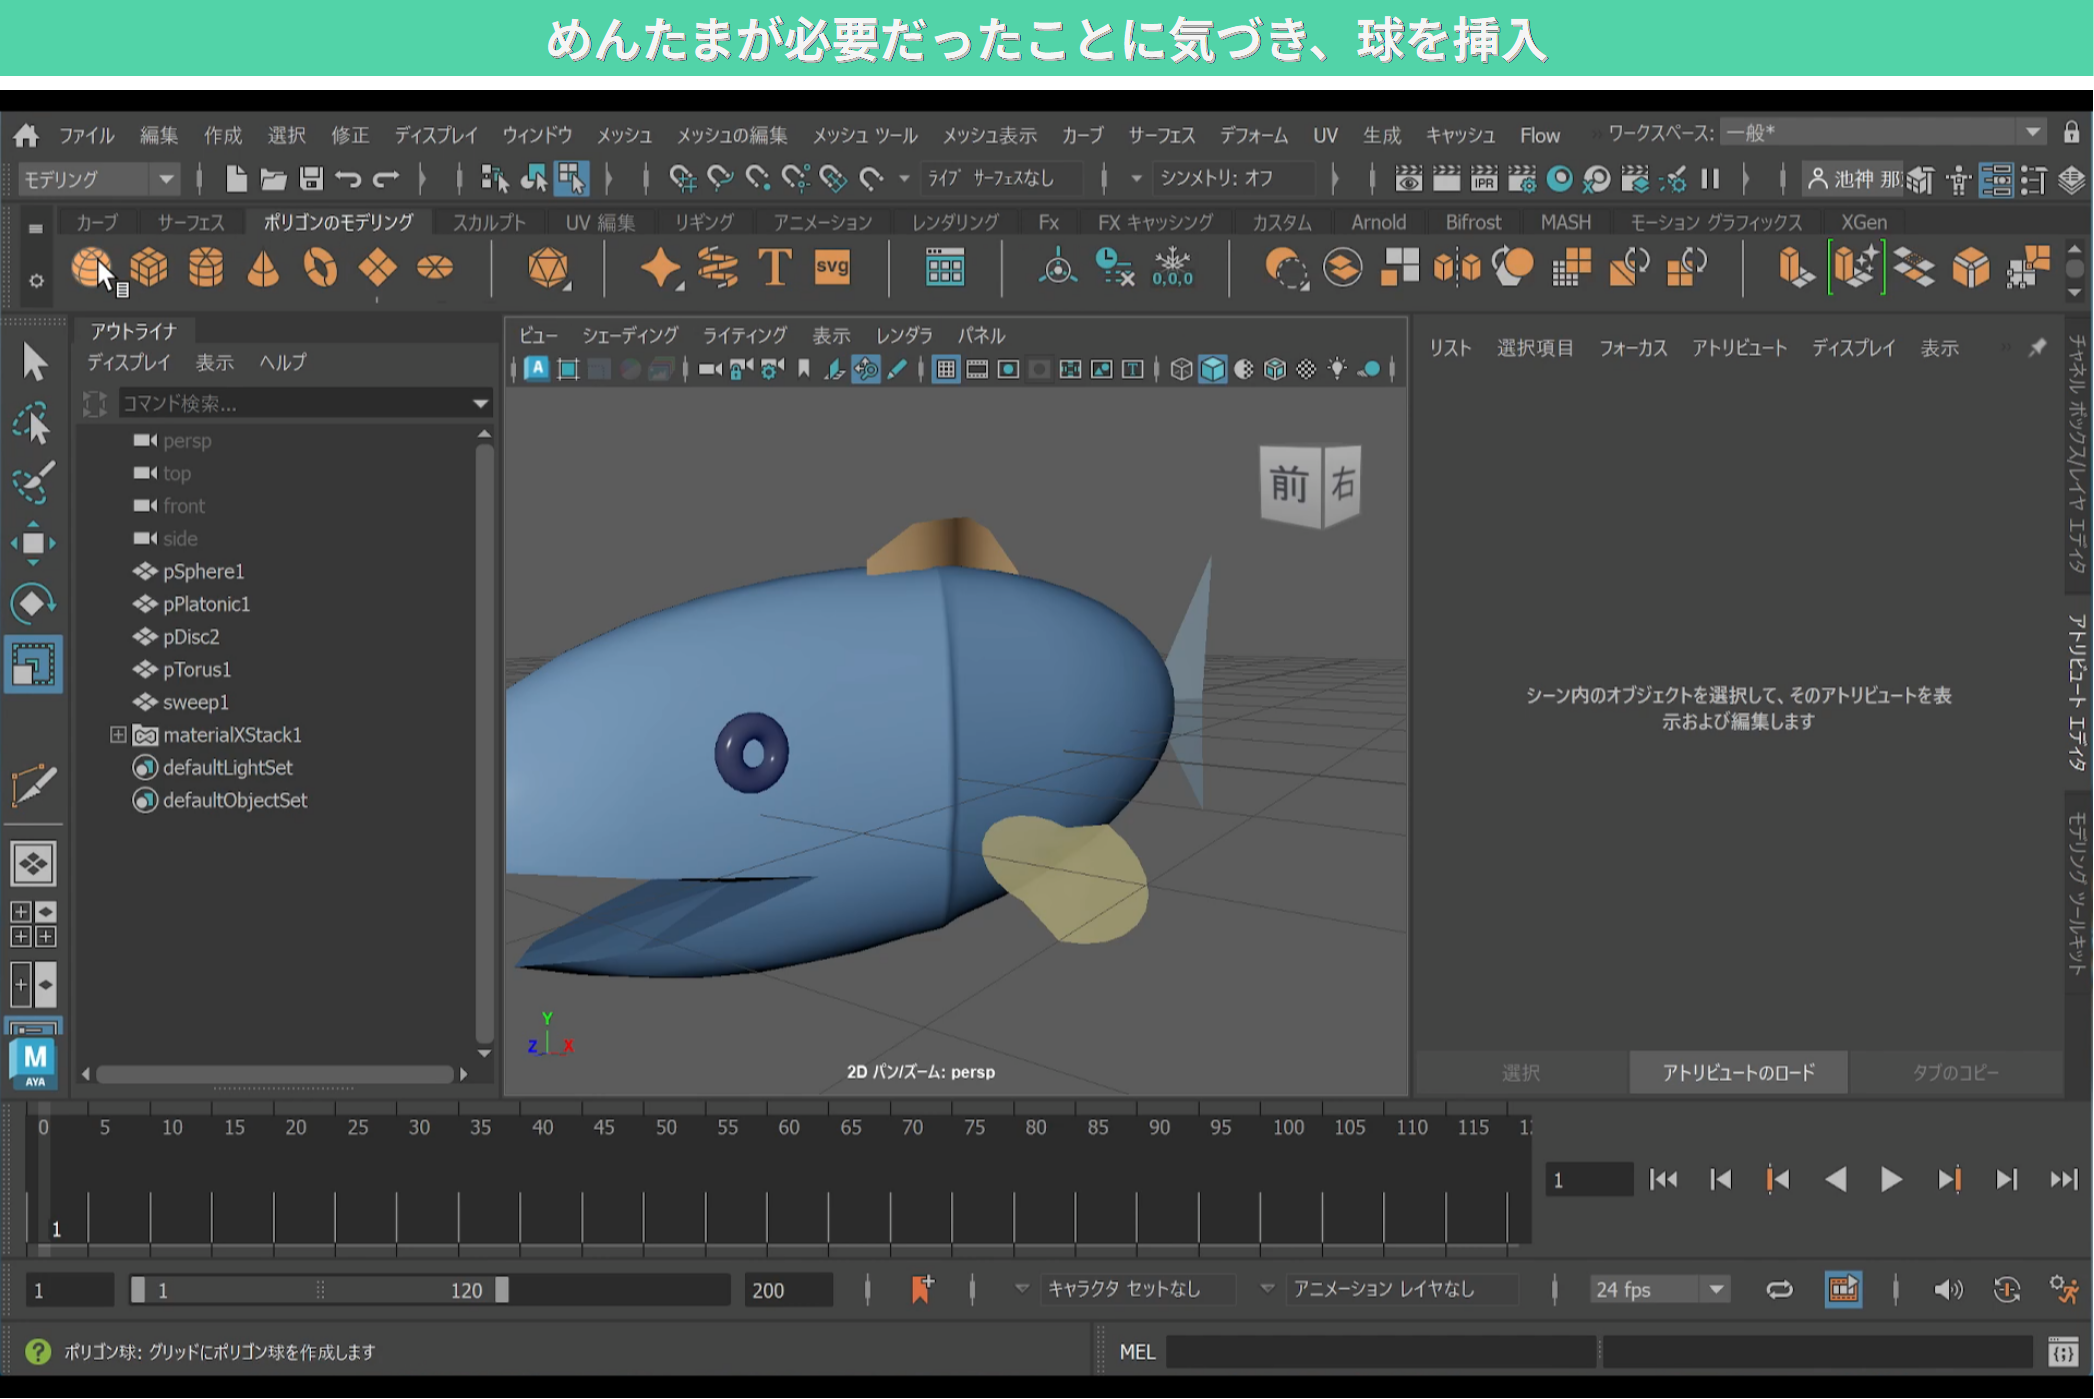 めんたまが必要だったことに気づき、球を挿入
ファイル 編集 作成 選択 修正 ディスプレイ ウィンドウ メッシュ メッシュの編集 メッシュ ツール メッシュ表示 カーブ サーフェス デフォーム UV 生成 キャッシュ Flow ワークスペース: 一般*
モデリング ライブ サーフェスなし シンメトリ: オフ 池神 那
カーブ サーフェス ポリゴンのモデリング スカルプト UV 編集 リギング アニメーション レンダリング Fx FX キャッシング カスタム Arnold Bifrost MASH モーション グラフィックス XGen
T svg 0,0,0
IPR
アウトライナ
ディスプレイ 表示 ヘルプ
コマンド検索...
persp
top
front
side
pSphere1
pPlatonic1
pDisc2
pTorus1
sweep1
materialXStack1
defaultLightSet
defaultObjectSet
ビュー シェーディング ライティング 表示 レンダラ パネル
前 右
Y
Z X
2D パン/ズーム: persp
リスト 選択項目 フォーカス アトリビュート ディスプレイ 表示
シーン内のオブジェクトを選択して、そのアトリビュートを表
示および編集します
選択 アトリビュートのロード タブのコピー
チャネル ボックス/レイヤ エディタ
アトリビュート エディタ
モデリング ツールキット
M
AYA
0 5 10 15 20 25 30 35 40 45 50 55 60 65 70 75 80 85 90 95 100 105 110 115
1
1
1 1 120 200 キャラクタ セットなし アニメーション レイヤなし 24 fps
ポリゴン球: グリッドにポリゴン球を作成します MEL